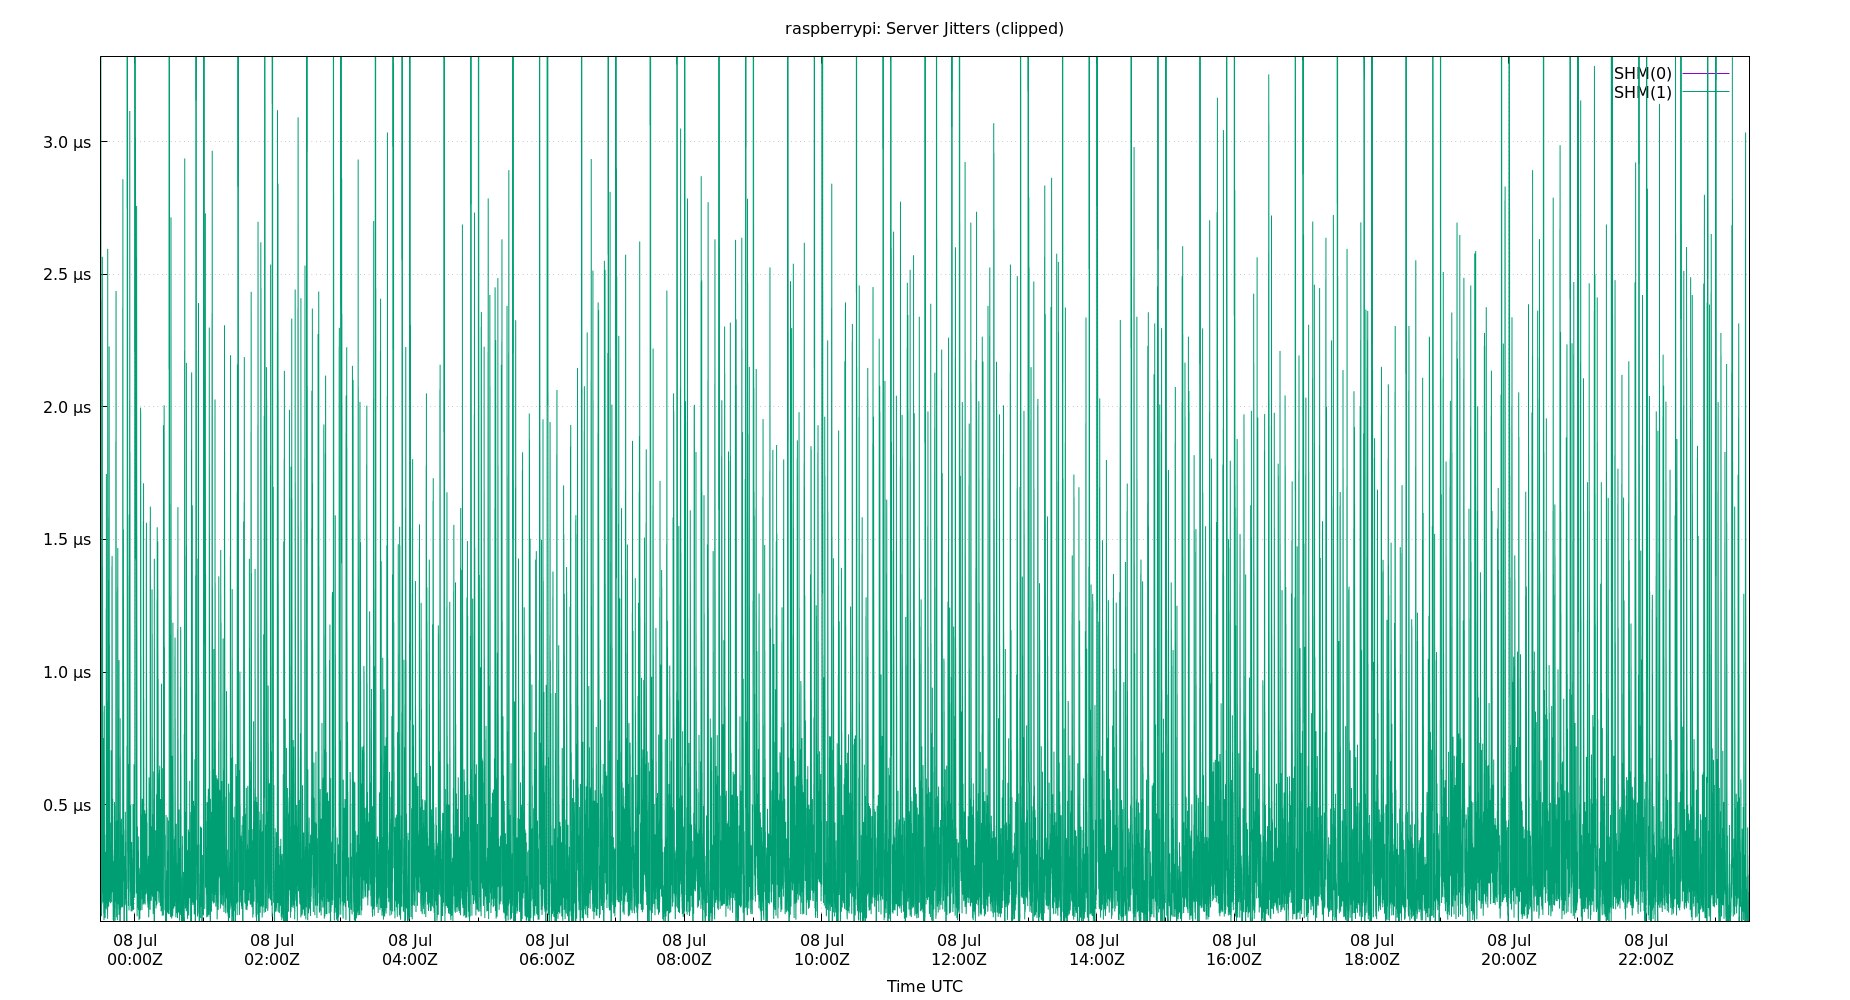 raspberrypi: Server Jitters (clipped)
SHM(0)
SHM(1)
3.0 μs
2.5 μs
2.0 μs
1.5 μs
1.0 μs
0.5 μs
08 Jul 08 Jul 08 Jul 08 Jul 08 Jul 08 Jul 08 Jul 08 Jul 08 Jul 08 Jul 08 Jul 08 Jul
00:00Z 02:00Z 04:00Z 06:00Z 08:00Z 10:00Z 12:00Z 14:00Z 16:00Z 18:00Z 20:00Z 22:00Z
Time UTC